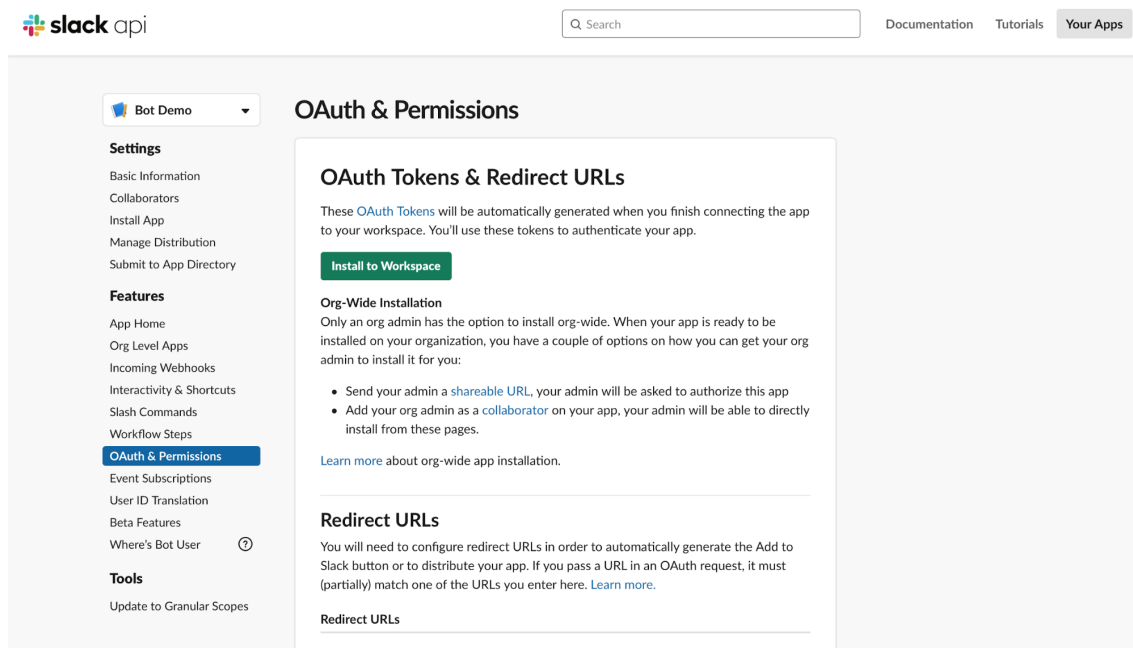 slack api
Search
Documentation
Tutorials
Your Apps
Bot Demo
Settings
Basic Information
Collaborators
Install App
Manage Distribution
Submit to App Directory
Features
App Home
Org Level Apps
Incoming Webhooks
Interactivity & Shortcuts
Slash Commands
Workflow Steps
OAuth & Permissions
Event Subscriptions
User ID Translation
Beta Features
Where's Bot User ?
Tools
Update to Granular Scopes
OAuth & Permissions
OAuth Tokens & Redirect URLs
These OAuth Tokens will be automatically generated when you finish connecting the app
to your workspace. You'll use these tokens to authenticate your app.
Install to Workspace
Org-Wide Installation
Only an org admin has the option to install org-wide. When your app is ready to be
installed on your organization, you have a couple of options on how you can get your org
admin to install it for you:
• Send your admin a shareable URL, your admin will be asked to authorize this app
• Add your org admin as a collaborator on your app, your admin will be able to directly
install from these pages.
Learn more about org-wide app installation.
Redirect URLs
You will need to configure redirect URLs in order to automatically generate the Add to
Slack button or to distribute your app. If you pass a URL in an OAuth request, it must
(partially) match one of the URLs you enter here. Learn more.
Redirect URLs